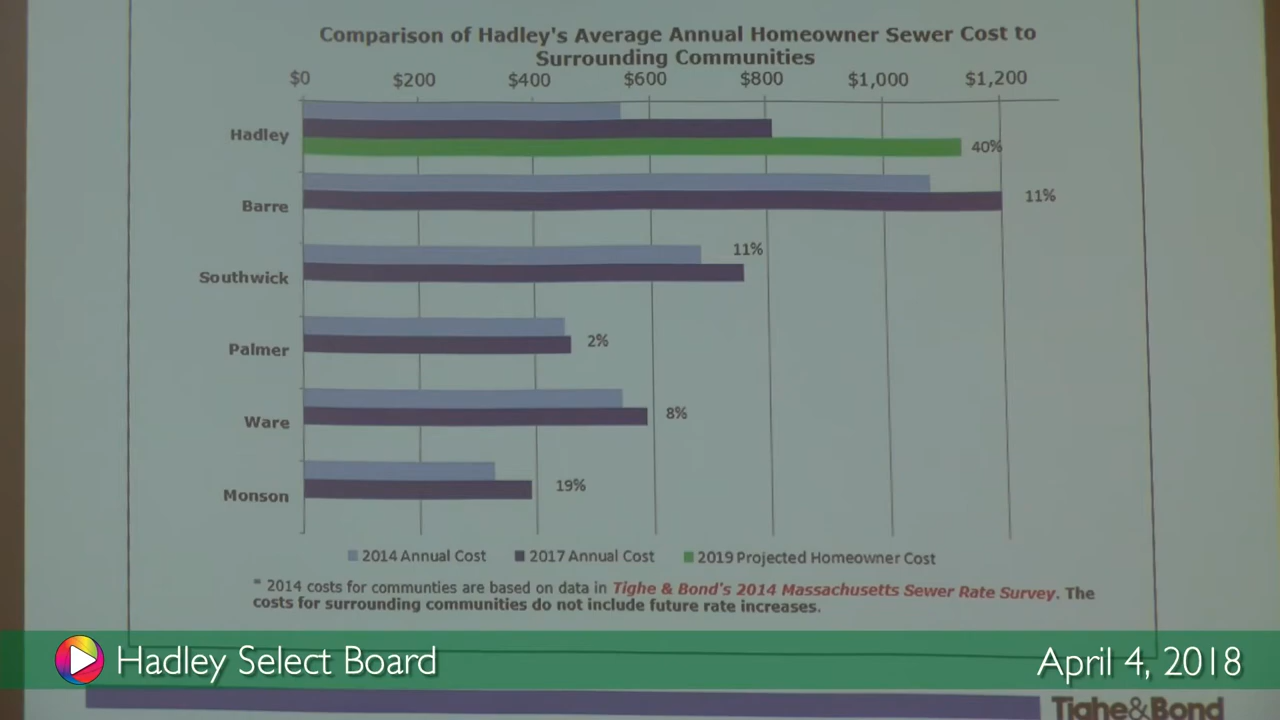 Comparison of Hadley's Average Annual Homeowner Sewer Cost to
Surrounding Communities
$0 $200 $400 $600 $800 $1,000 $1,200
Hadley
40%
Barre
11%
Southwick
11%
Palmer
2%
Ware
8%
Monson
19%
2014 Annual Cost 2017 Annual Cost 2019 Projected Homeowner Cost
* 2014 costs for communties are based on data in Tighe & Bond's 2014 Massachusetts Sewer Rate Survey. The
costs for surrounding communities do not include future rate increases.
Hadley Select Board
April 4, 2018
Tighe&Bond